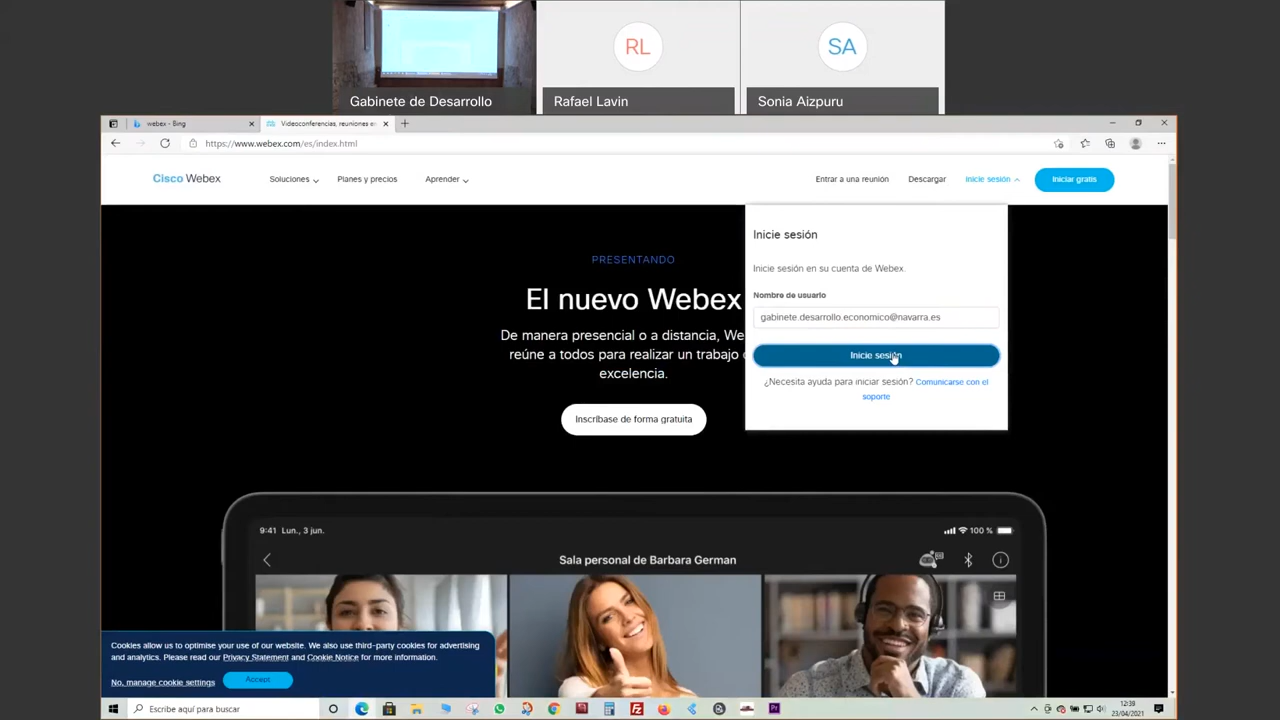 RL
SA
Gabinete de Desarrollo
Rafael Lavin
Sonia Aizpuru
webex - Bing
Videoconferencias, reuniones en
https://www.webex.com/es/index.html
Cisco Webex
Soluciones
Planes y precios
Aprender
Entrar a una reunión
Descargar
Inicie sesión
Iniciar gratis
Inicie sesión
Inicie sesión en su cuenta de Webex.
Nombre de usuario
gabinete.desarrollo.economico@navarra.es
Inicie sesión
¿Necesita ayuda para iniciar sesión? Comunicarse con el
soporte
PRESENTANDO
El nuevo Webex
De manera presencial o a distancia, We
reúne a todos para realizar un trabajo
excelencia.
Inscríbase de forma gratuita
9:41 Lun., 3 jun.
100 %
Sala personal de Barbara German
Cookies allow us to optimise your use of our website. We also use third-party cookies for advertising
and analytics. Please read our Privacy Statement and Cookie Notice for more information.
No, manage cookie settings
Accept
Escribe aquí para buscar
12:39
23/04/2021